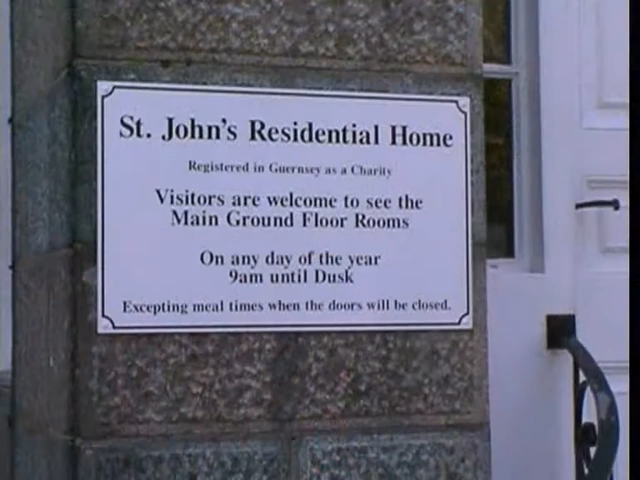 St. John's Residential Home
Registered in Guernsey as a Charity
Visitors are welcome to see the
Main Ground Floor Rooms
On any day of the year
9am until Dusk
Excepting meal times when the doors will be closed.